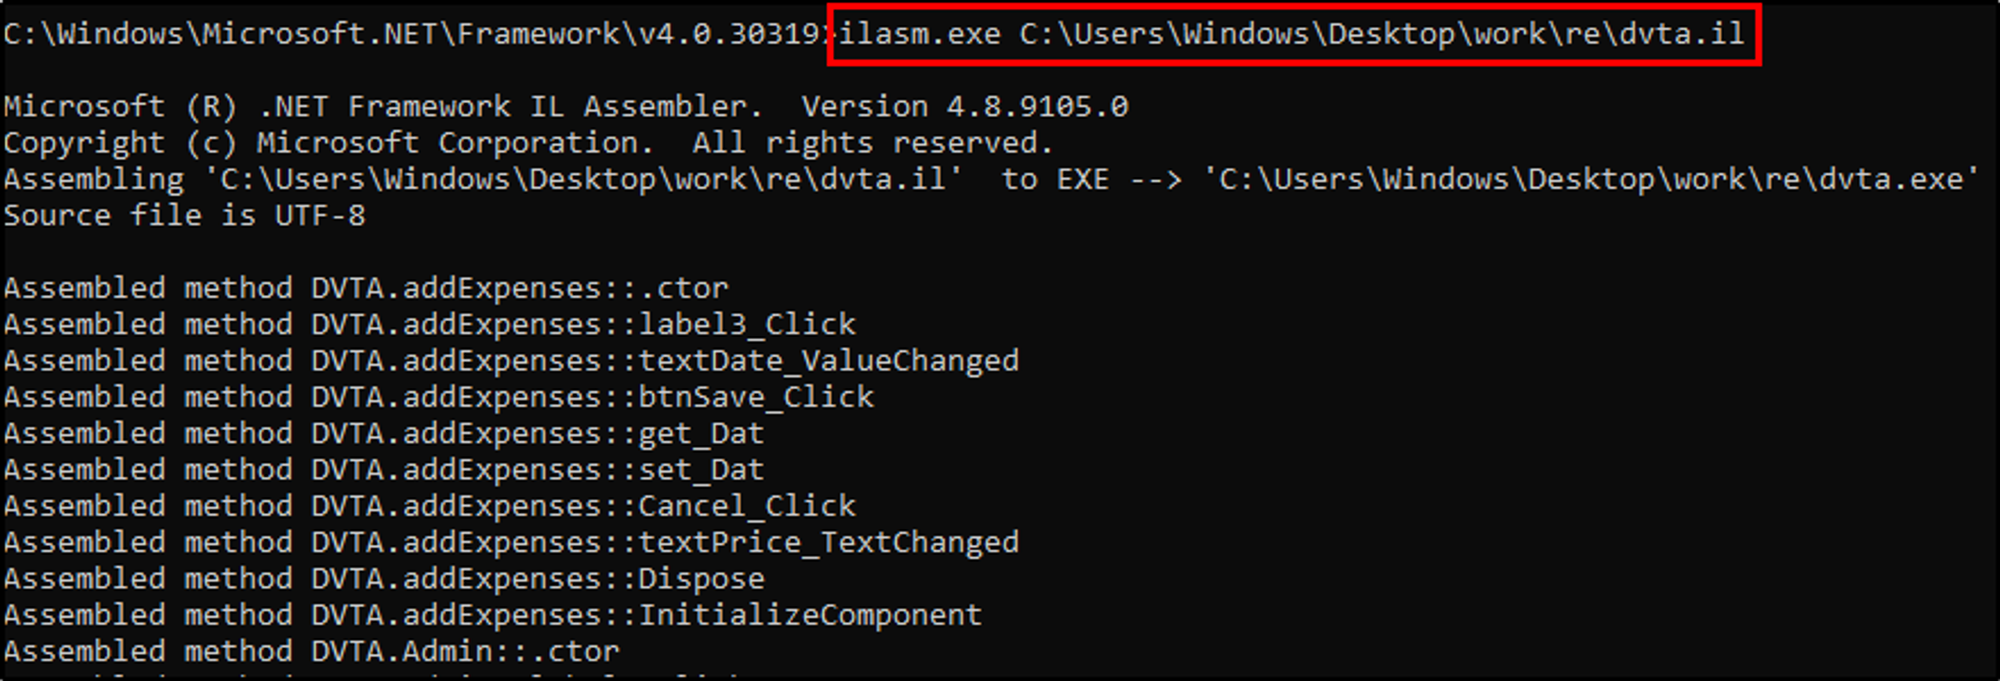 C:\Windows\Microsoft.NET\Framework\v4.0.30319>ilasm.exe C:\Users\Windows\Desktop\work\re\dvta.il
Microsoft (R) .NET Framework IL Assembler.  Version 4.8.9105.0
Copyright (c) Microsoft Corporation.  All rights reserved.
Assembling 'C:\Users\Windows\Desktop\work\re\dvta.il'  to EXE --> 'C:\Users\Windows\Desktop\work\re\dvta.exe'
Source file is UTF-8
Assembled method DVTA.addExpenses::.ctor
Assembled method DVTA.addExpenses::label3_Click
Assembled method DVTA.addExpenses::textDate_ValueChanged
Assembled method DVTA.addExpenses::btnSave_Click
Assembled method DVTA.addExpenses::get_Dat
Assembled method DVTA.addExpenses::set_Dat
Assembled method DVTA.addExpenses::Cancel_Click
Assembled method DVTA.addExpenses::textPrice_TextChanged
Assembled method DVTA.addExpenses::Dispose
Assembled method DVTA.addExpenses::InitializeComponent
Assembled method DVTA.Admin::.ctor